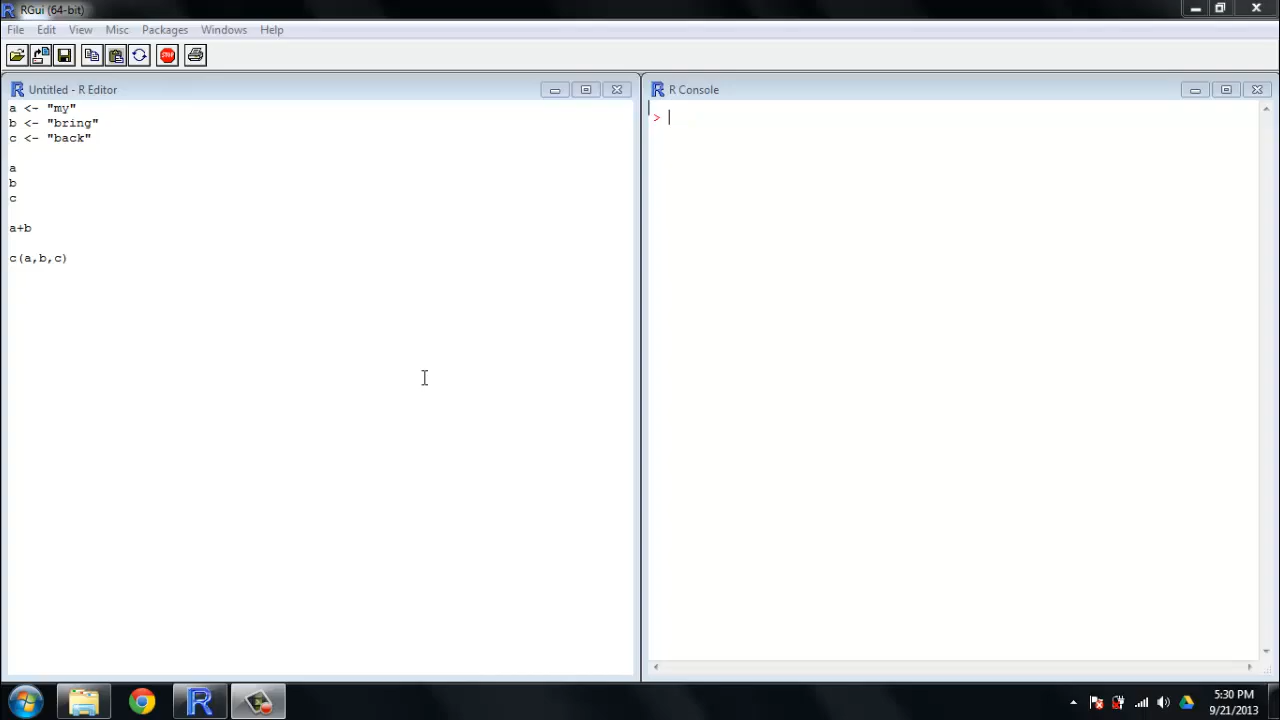 RGui (64-bit)
File Edit View Misc Packages Windows Help
STOP
Untitled - R Editor
a <- "my"
b <- "bring"
c <- "back"
a
b
c
a+b
c(a,b,c)
R Console
>
5:30 PM
9/21/2013